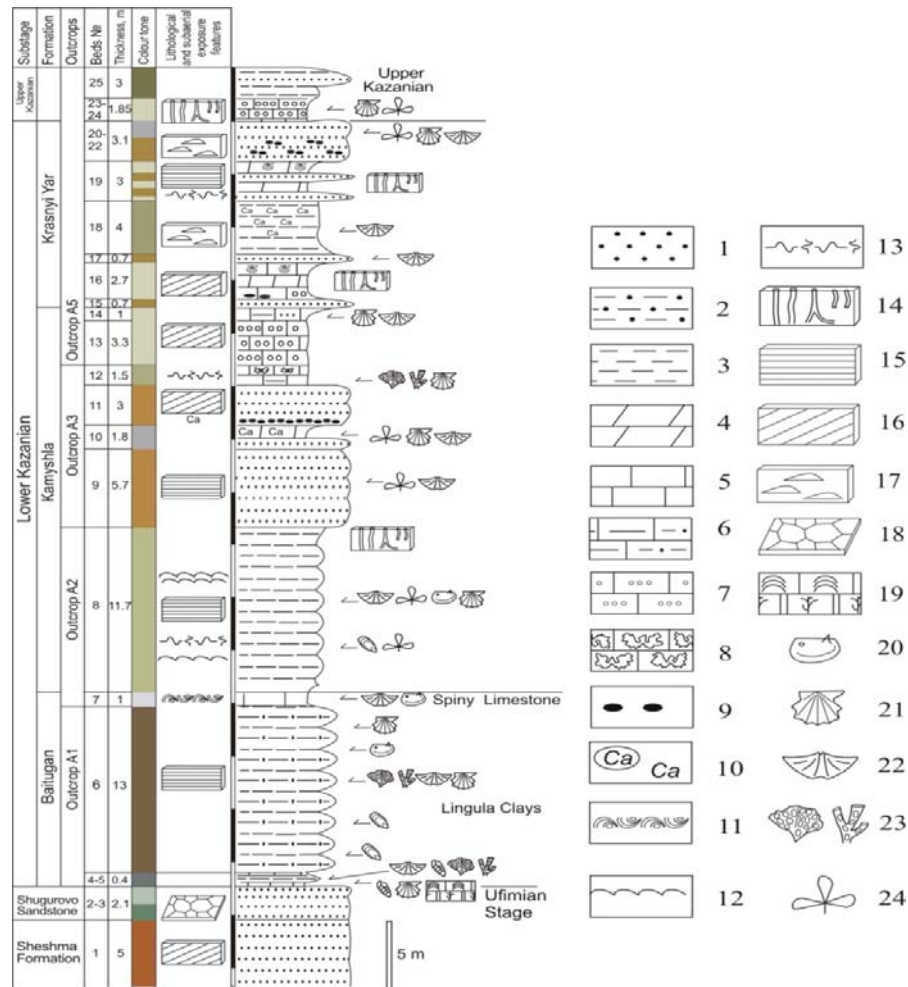 Substage
Formation
Outcrops
Beds №
Thickness, m
Colour tone
Lithological
and subaerial
exposure
features
Upper
Kazanian
25 3
Upper
Kazanian
23-
24 1.85
20-
22 3.1
Krasnyi Yar
19 3
Ca Ca
Ca
Ca Ca
18 4
17 0.7
16 2.7
15 0.7
Outcrop A5
14 1
13 3.3
12 1.5
Lower Kazanian
Kamyshla
Outcrop A3
11 3
Ca
10 1.8
Ca Ca
9 5.7
Outcrop A2
8 11.7
7 1
Spiny Limestone
Baitugan
Outcrop A1
6 13
Lingula Clays
4-5 0.4
Shugurovo
Sandstone
2-3 2.1
Ufimian
Stage
Sheshma
Formation
1 5
5 m
1 13
2 14
3 15
4 16
5 17
6 18
7 19
8 20
9 21
Ca Ca 10 22
11 23
12 24